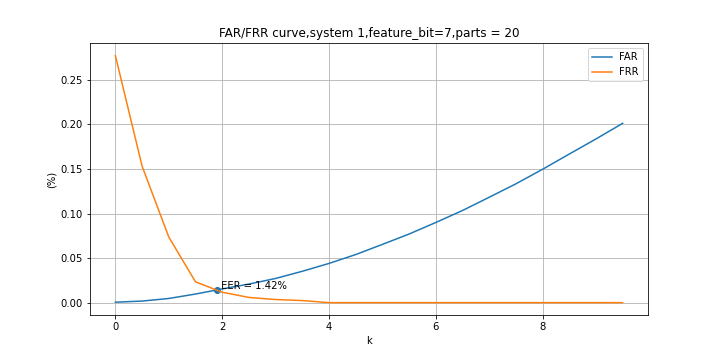 FAR/FRR curve,system 1,feature_bit=7,parts = 20
FAR
FRR
0.25
0.20
0.15
0.10
0.05
0.00
(%)
EER = 1.42%
0
2
4
6
8
k